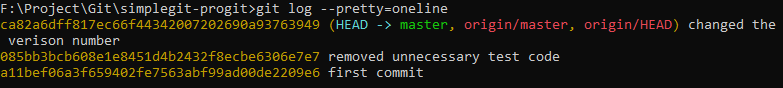 F:\Project\Git\simplegit-progit>git log --pretty=oneline
ca82a6dff817ec66f44342007202690a93763949 (HEAD -> master, origin/master, origin/HEAD) changed the
 verison number
085bb3bcb608e1e8451d4b2432f8ecbe6306e7e7 removed unnecessary test code
a11bef06a3f659402fe7563abf99ad00de2209e6 first commit